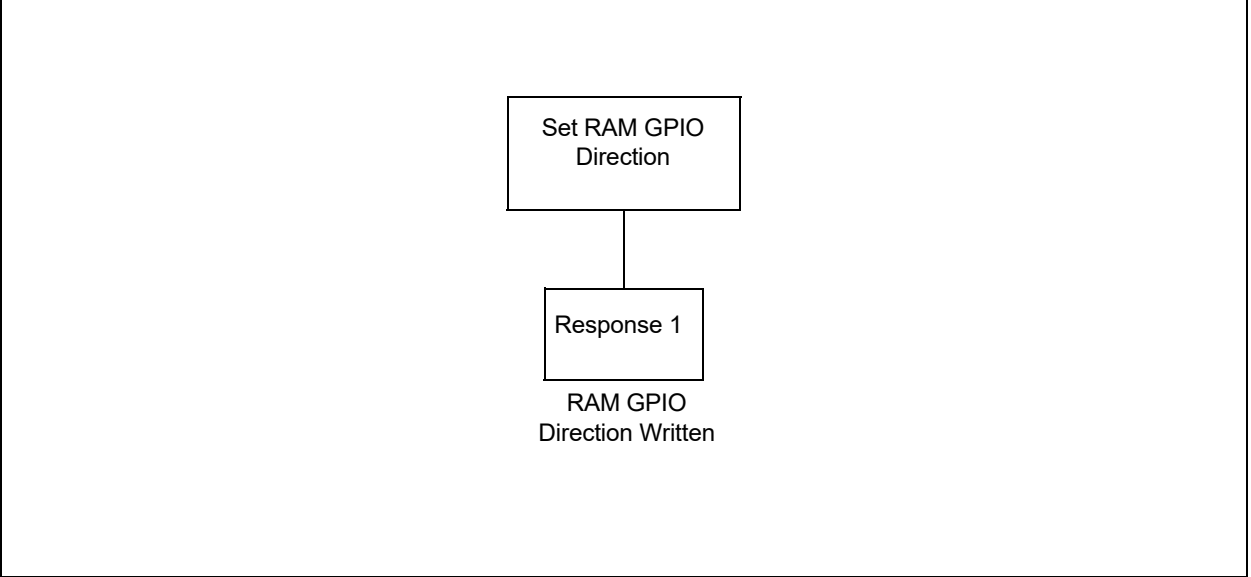 Set RAM GPIO
Direction
Response 1
RAM GPIO
Direction Written